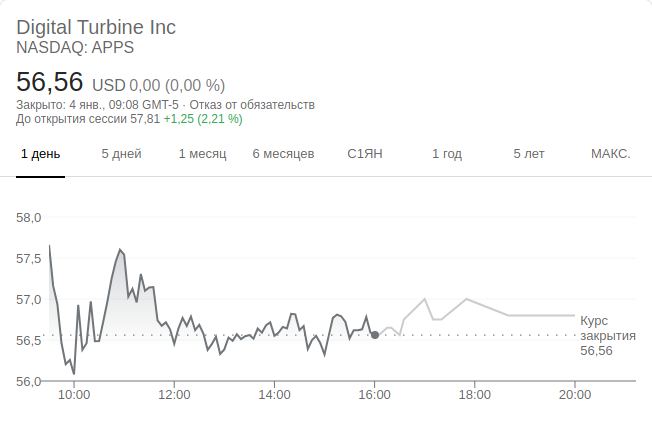 Digital Turbine Inc
NASDAQ: APPS
56,56 USD 0,00 (0,00 %)
Закрыто: 4 янв., 09:08 GMT-5 · Отказ от обязательств
До открытия сессии 57,81 +1,25 (2,21 %)
1 день 5 дней 1 месяц 6 месяцев С1ЯН 1 год 5 лет МАКС.
58,0
57,5
57,0
56,5
56,0
Курс
закрытия
56,56
10:00 12:00 14:00 16:00 18:00 20:00